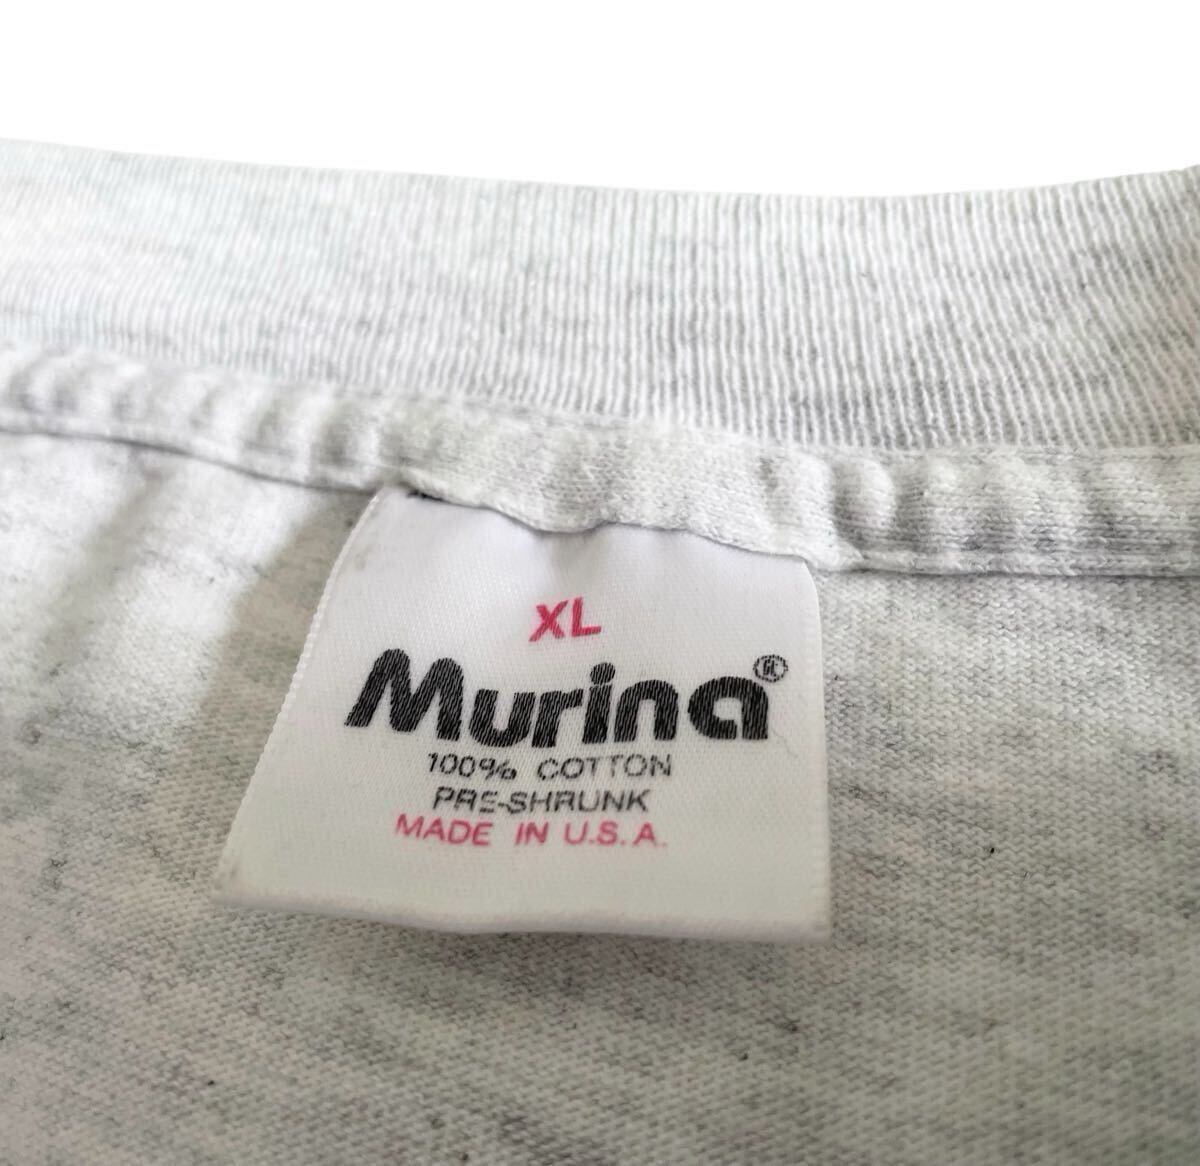 XL
Murina
100% COTTON
PRE-SHRUNK
MADE IN U.S.A.